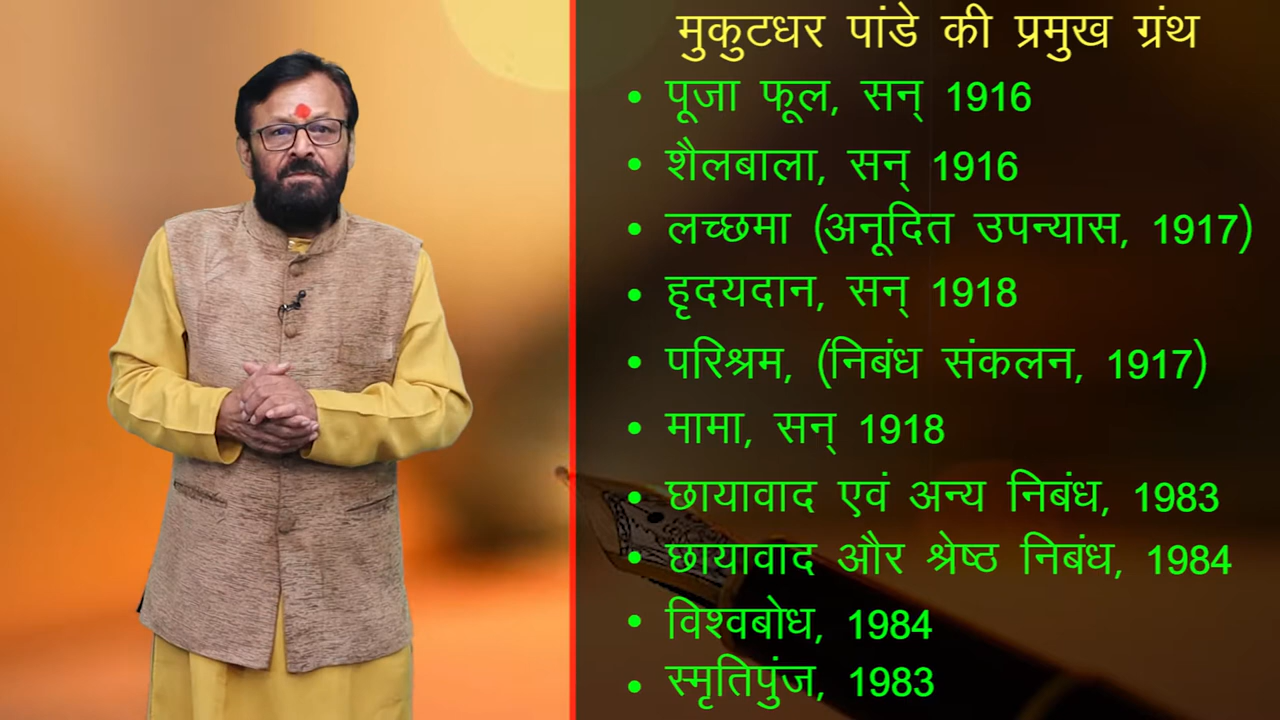 मुकुटधर पांडे की प्रमुख ग्रंथ
• पूजा फूल, सन् 1916
• शैलबाला, सन् 1916
• लच्छमा (अनूदित उपन्यास, 1917)
• हृदयदान, सन् 1918
• परिश्रम, (निबंध संकलन, 1917)
• मामा, सन् 1918
• छायावाद एवं अन्य निबंध, 1983
• छायावाद और श्रेष्ठ निबंध, 1984
• विश्वबोध, 1984
• स्मृतिपुंज, 1983